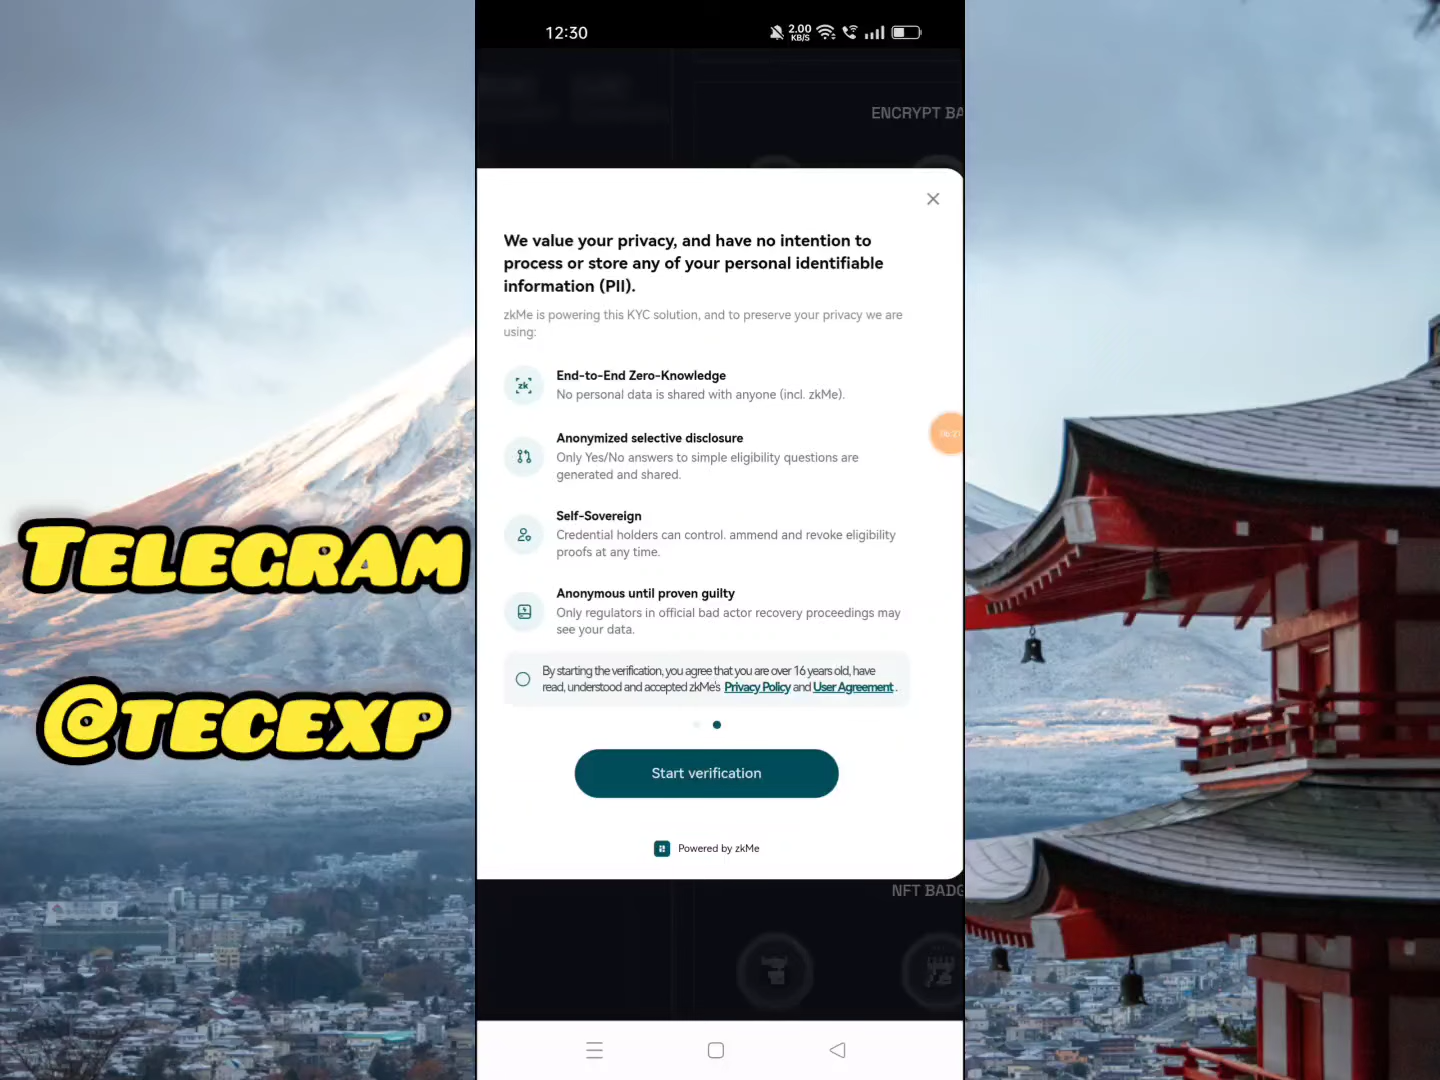 12:30
2.00
KB/S
ENCRYPT BA
We value your privacy, and have no intention to
process or store any of your personal identifiable
information (PII).
zkMe is powering this KYC solution, and to preserve your privacy we are
using:
zk
End-to-End Zero-Knowledge
No personal data is shared with anyone (incl. zkMe).
Anonymized selective disclosure
Only Yes/No answers to simple eligibility questions are
generated and shared.
Self-Sovereign
Credential holders can control. ammend and revoke eligibility
proofs at any time.
Anonymous until proven guilty
Only regulators in official bad actor recovery proceedings may
see your data.
By starting the verification, you agree that you are over 16 years old, have
read, understood and accepted zkMe's Privacy Policy and User Agreement .
Start verification
Powered by zkMe
NFT BADG
TELEGRAM
@TECEXP